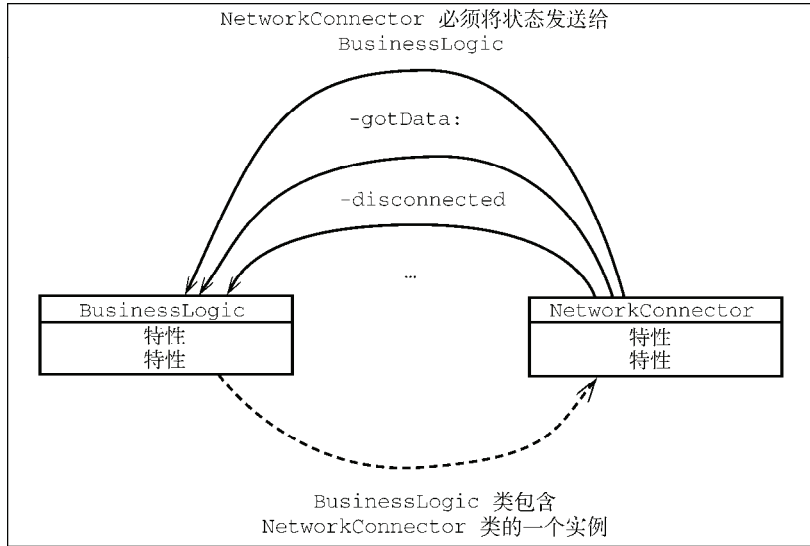 NetworkConnector 必须将状态发送给
BusinessLogic
-gotData:
-disconnected
…
BusinessLogic
特性
特性
NetworkConnector
特性
特性
BusinessLogic 类包含
NetworkConnector 类的一个实例